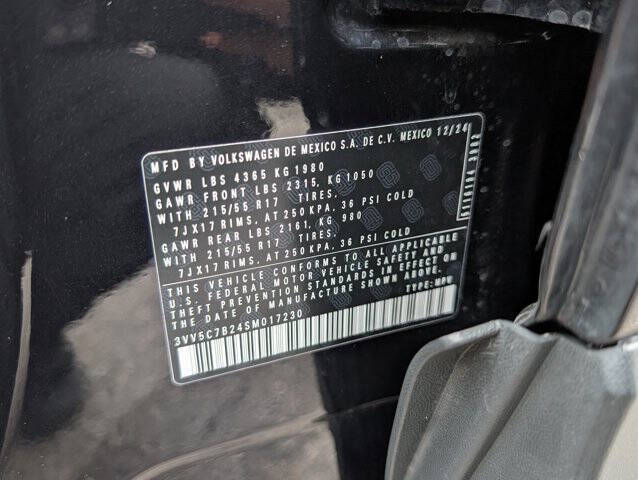 MFD BY VOLKSWAGEN DE MEXICO S.A. DE C.V. MEXICO 12/24
GVWR LBS 4365 KG 1980
GAWR FRONT LBS 2315, KG 1050
WITH 215/55 R17 TIRES.
7JX17 RIMS, AT 250 KPA, 36 PSI COLD
GAWR REAR LBS 2161, KG 980
WITH 215/55 R17 TIRES.
7JX17 RIMS, AT 250 KPA, 36 PSI COLD
THIS VEHICLE CONFORMS TO ALL APPLICABLE
U.S. FEDERAL MOTOR VEHICLE SAFETY AND
THEFT PREVENTION STANDARDS IN EFFECT ON
THE DATE OF MANUFACTURE SHOWN ABOVE.
TYPE: MPV
3VV5C7B24SM017230